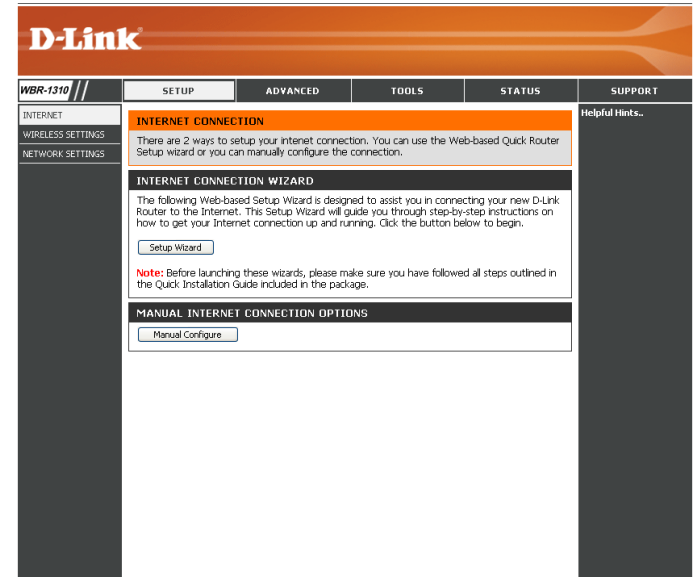 D-Link
WBR-1310
SETUP
ADVANCED
TOOLS
STATUS
SUPPORT
INTERNET
WIRELESS SETTINGS
NETWORK SETTINGS
INTERNET CONNECTION
There are 2 ways to setup your intenet connection. You can use the Web-based Quick Router
Setup wizard or you can manually configure the connection.
INTERNET CONNECTION WIZARD
The following Web-based Setup Wizard is designed to assist you in connecting your new D-Link
Router to the Internet. This Setup Wizard will guide you through step-by-step instructions on
how to get your Internet connection up and running. Click the button below to begin.
Setup Wizard
Note: Before launching these wizards, please make sure you have followed all steps outlined in
the Quick Installation Guide included in the package.
MANUAL INTERNET CONNECTION OPTIONS
Manual Configure
Helpful Hints..